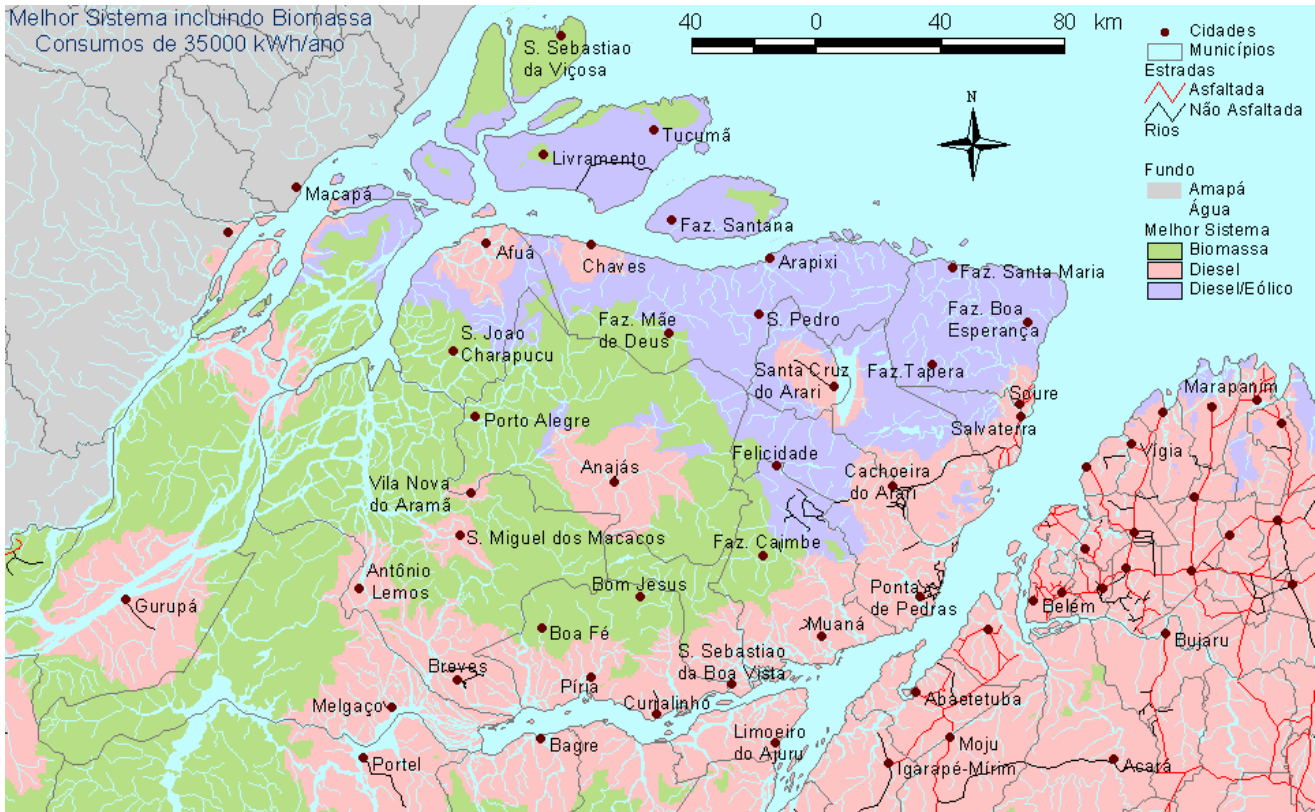 Melhor Sistema incluindo Biomassa
Consumos de 35000 kWh/ano
40 0 40 80 km
N
Cidades
Municípios
Estradas
Asfaltada
Não Asfaltada
Rios
Fundo
Amapá
Água
Melhor Sistema
Biomassa
Diesel
Diesel/Eólico
S. Sebastiao
da Viçosa
Tucumã
Livramento
Macapá
Faz. Santana
Afuá
Chaves
Arapixi
Faz. Santa Maria
S. Joao
Charapucu
Faz. Mãe
de Deus
S. Pedro
Faz. Boa
Esperança
Santa Cruz
do Arari
Faz. Tapera
Soure
Marapanim
Porto Alegre
Salvaterra
Vigia
Anajás
Felicidade
Cachoeira
do Arari
Vila Nova
do Aramã
S. Miguel dos Macacos
Faz. Caimbe
Antônio
Lemos
Bom Jesus
Ponta
de Pedras
Gurupá
Belém
Boa Fé
Muaná
Bujaru
Breves
S. Sebastiao
da Boa Vista
Píria
Melgaço
Curralinho
Abaetetuba
Bagre
Limoeiro
do Ajuru
Moju
Portel
Igarapé-Mirim
Acará